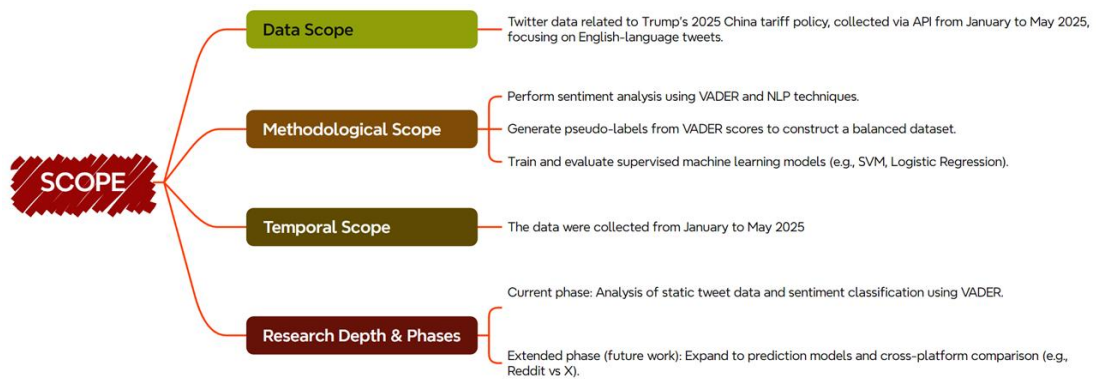 SCOPE
Data Scope
Twitter data related to Trump's 2025 China tariff policy, collected via API from January to May 2025,
focusing on English-language tweets.
Methodological Scope
Perform sentiment analysis using VADER and NLP techniques.
Generate pseudo-labels from VADER scores to construct a balanced dataset.
Train and evaluate supervised machine learning models (e.g., SVM, Logistic Regression).
Temporal Scope
The data were collected from January to May 2025
Research Depth & Phases
Current phase: Analysis of static tweet data and sentiment classification using VADER.
Extended phase (future work): Expand to prediction models and cross-platform comparison (e.g.,
Reddit vs X).